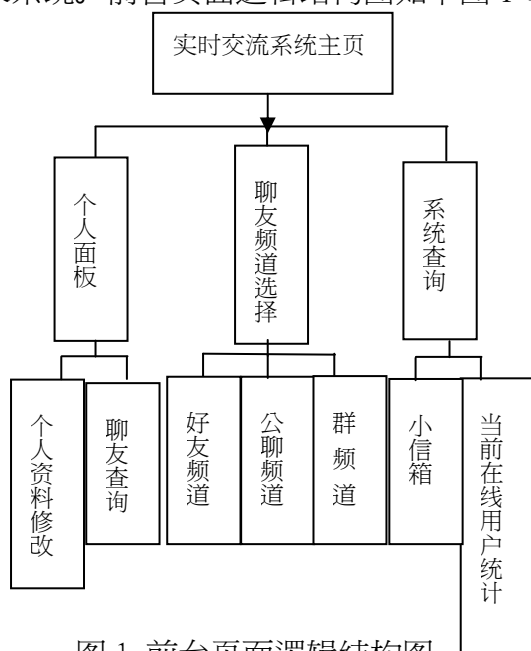 实时交流系统主页
个人面板
聊友频道选择
系统查询
个人资料修改
聊友查询
好友频道
公聊频道
群频道
小信箱
当前在线用户统计